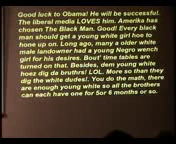 Good luck to Obama! He will be successful.
The liberal media LOVES him. Amerika has
chosen The Black Man. Good! Every black
man should get a young white girl hoe to
hone up on. Long ago, many a older white
male landowner had a young Negro wench
girl for his desires. Bout' time tables are
turned on that. Besides, dem young white
hoez dig da bruthrs! LOL. More so than they
dig the white dudes!. You do the math, there
are enough young white so all the brothers
can each have one for 5or 6 months or so.